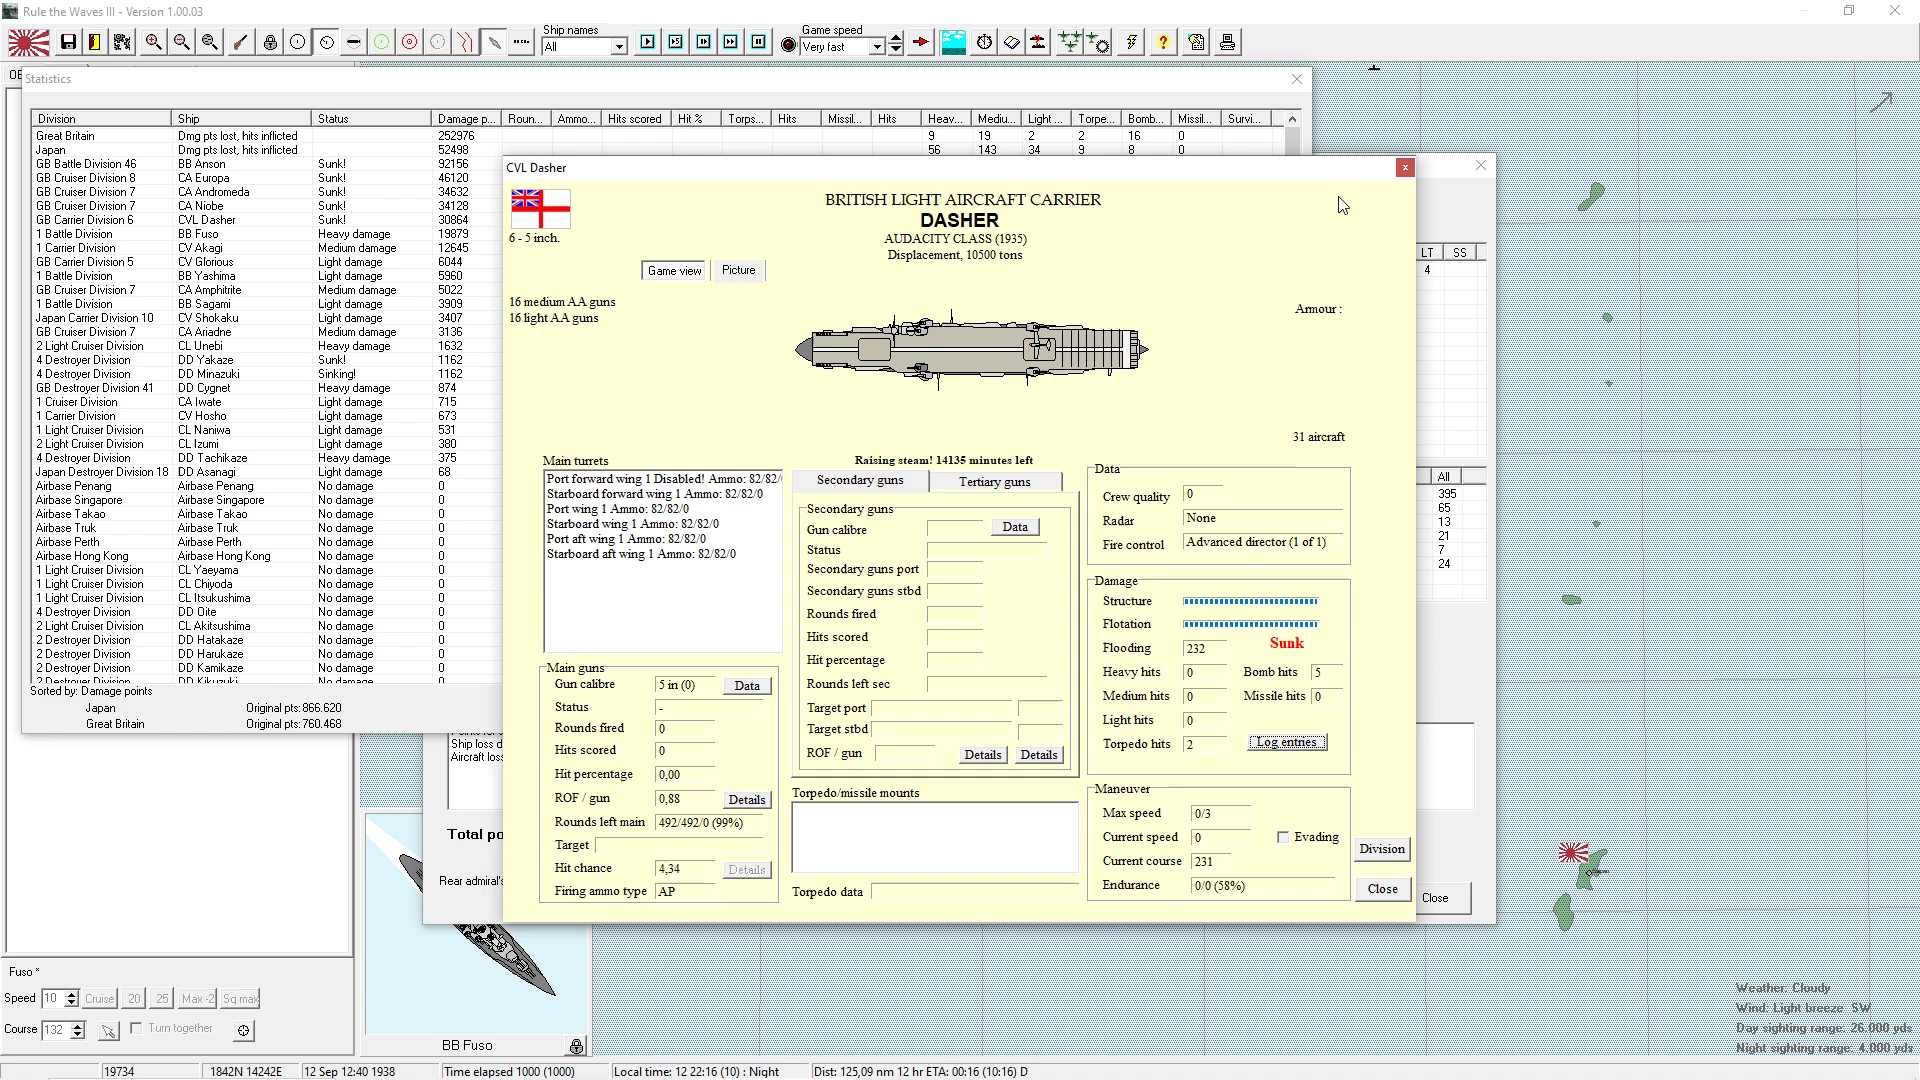 Rule the Waves III - Version 1.00.03
Ship names
All
Game speed
Very fast
OE
Statistics
Division Ship Status Damage p... Roun... Ammo... Hits scored Hit % Torps... Hits Missil... Hits Heav... Mediu... Light ... Torpe... Bomb... Missil... Survi...
Great Britain Dmg pts lost, hits inflicted 252976 9 19 2 2 16 0
Japan Dmg pts lost, hits inflicted 52498 56 143 34 9 8 0
GB Battle Division 46 BB Anson Sunk! 92156
GB Cruiser Division 8 CA Europa Sunk! 46120
GB Cruiser Division 7 CA Andromeda Sunk! 34632
GB Cruiser Division 7 CA Niobe Sunk! 34128
GB Carrier Division 6 CVL Dasher Sunk! 30864
1 Battle Division BB Fuso Heavy damage 19879
1 Carrier Division CV Akagi Medium damage 12645
GB Carrier Division 5 CV Glorious Light damage 6044
1 Battle Division BB Yashima Light damage 5960
GB Cruiser Division 7 CA Amphitrite Medium damage 5022
1 Battle Division BB Sagami Light damage 3909
Japan Carrier Division 10 CV Shokaku Light damage 3407
GB Cruiser Division 7 CA Ariadne Medium damage 3136
2 Light Cruiser Division CL Unebi Heavy damage 1632
4 Destroyer Division DD Yakaze Sunk! 1162
4 Destroyer Division DD Minazuki Sinking! 1162
GB Destroyer Division 41 DD Cygnet Heavy damage 874
1 Cruiser Division CA Iwate Light damage 715
1 Carrier Division CV Hosho Light damage 673
1 Light Cruiser Division CL Naniwa Light damage 531
2 Light Cruiser Division CL Izumi Light damage 380
4 Destroyer Division DD Tachikaze Heavy damage 375
Japan Destroyer Division 18 DD Asanagi Light damage 68
Airbase Penang Airbase Penang No damage 0
Airbase Singapore Airbase Singapore No damage 0
Airbase Takao Airbase Takao No damage 0
Airbase Truk Airbase Truk No damage 0
Airbase Perth Airbase Perth No damage 0
Airbase Hong Kong Airbase Hong Kong No damage 0
1 Light Cruiser Division CL Yaeyama No damage 0
1 Light Cruiser Division CL Chiyoda No damage 0
1 Light Cruiser Division CL Itsukushima No damage 0
4 Destroyer Division DD Oite No damage 0
2 Light Cruiser Division CL Akitsushima No damage 0
2 Destroyer Division DD Hatakaze No damage 0
2 Destroyer Division DD Harukaze No damage 0
2 Destroyer Division DD Kamikaze No damage 0
2 Destroyer Division DD Kikuzuki No damage 0
Sorted by: Damage points
Japan Original pts:866.620
Great Britain Original pts:760.468
CVL Dasher
BRITISH LIGHT AIRCRAFT CARRIER
DASHER
AUDACITY CLASS (1935)
Displacement, 10500 tons
6 - 5 inch.
Game view Picture
16 medium AA guns
16 light AA guns
Armour :
31 aircraft
Main turrets
Port forward wing 1 Disabled! Ammo: 82/82/
Starboard forward wing 1 Ammo: 82/82/0
Port wing 1 Ammo: 82/82/0
Starboard wing 1 Ammo: 82/82/0
Port aft wing 1 Ammo: 82/82/0
Starboard aft wing 1 Ammo: 82/82/0
Main guns
Gun calibre 5 in (0) Data
Status -
Rounds fired 0
Hits scored 0
Hit percentage 0,00
ROF / gun 0,88 Details
Rounds left main 492/492/0 (99%)
Target
Hit chance 4,34 Details
Firing ammo type AP
Raising steam! 14135 minutes left
Secondary guns Tertiary guns
Secondary guns
Gun calibre Data
Status
Secondary guns port
Secondary guns stbd
Rounds fired
Hits scored
Hit percentage
Rounds left sec
Target port
Target stbd
ROF / gun Details Details
Torpedo/missile mounts
Torpedo data
Data
Crew quality 0
Radar None
Fire control Advanced director (1 of 1)
Damage
Structure
Flotation
Flooding 232 Sunk
Heavy hits 0 Bomb hits 5
Medium hits 0 Missile hits 0
Light hits 0
Torpedo hits 2 Log entries
Maneuver
Max speed 0/3
Current speed 0 Evading
Current course 231
Endurance 0/0 (58%)
Division
Close
LT SS
4
All
395
65
13
21
7
24
Close
Ship loss d
Aircraft loss
Total po
Rear admiral's
Fuso *
Speed 10 Cruise 20 25 Max -2 Sq max
Course 132 Turn together
BB Fuso
Weather: Cloudy
Wind: Light breeze SW
Day sighting range: 26.000 yds
Night sighting range: 4.000 yds
19734 1842N 14242E 12 Sep 12:40 1938 Time elapsed 1000 (1000) Local time: 12 22:16 (10) : Night Dist: 125,09 nm 12 hr ETA: 00:16 (10:16) D